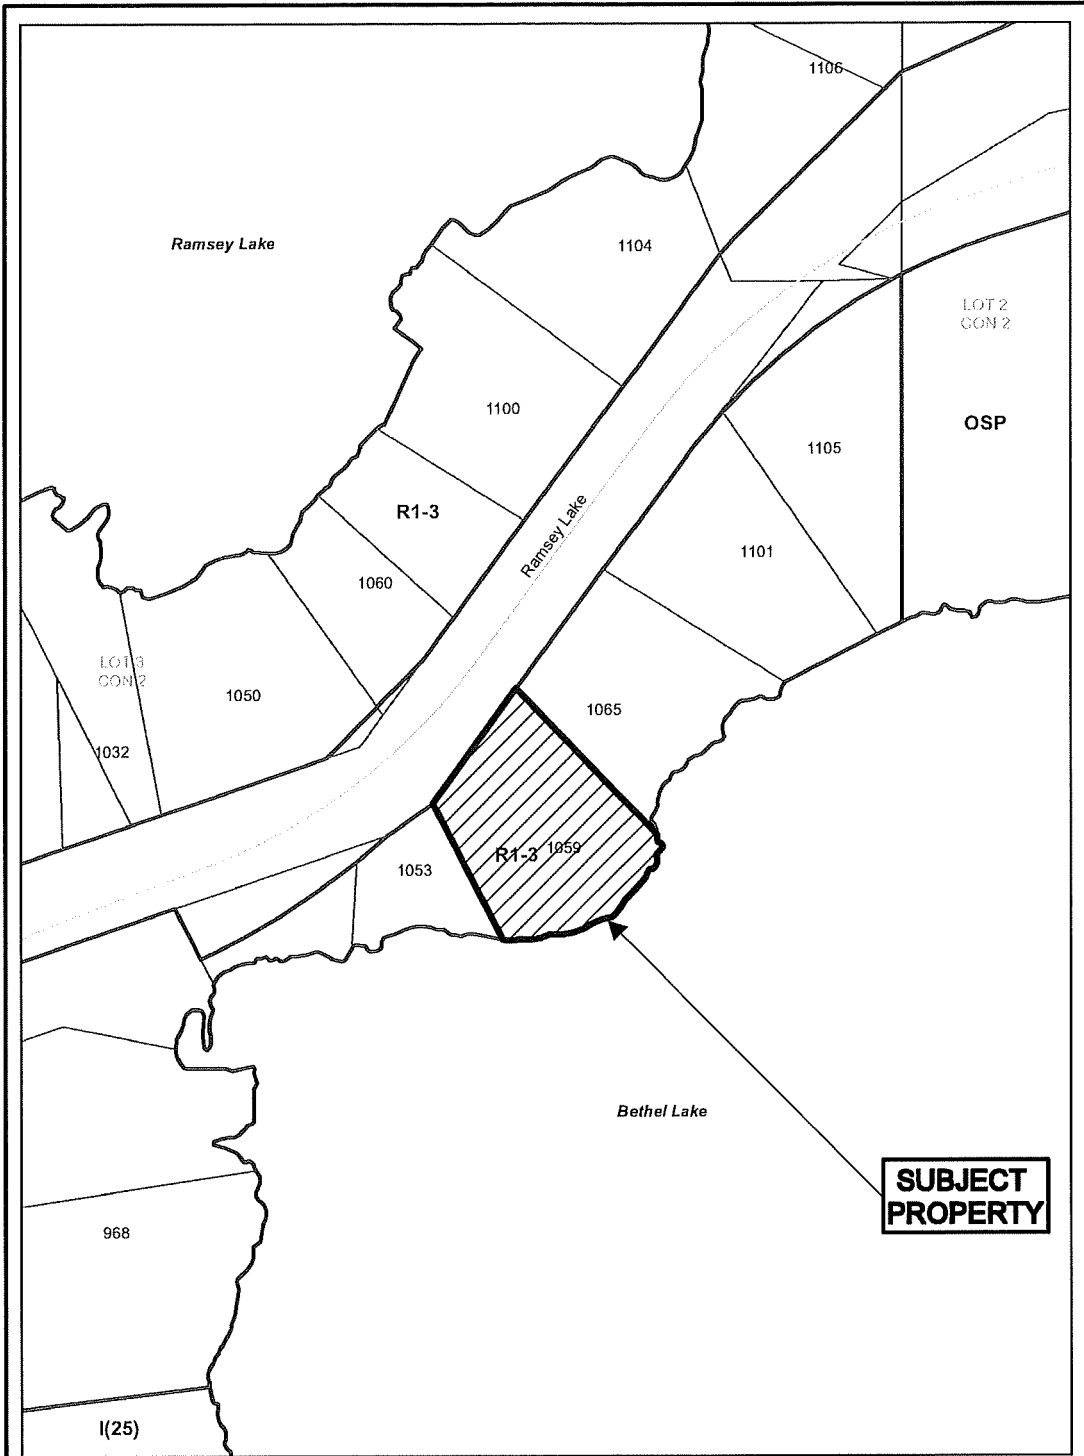 1106
Ramsey Lake
1104
LOT 2
CON 2
1100
OSP
1105
R1-3
Ramsey Lake
1101
1060
LOT 3
CON 2
1050
1065
1032
R1-3
1059
1053
Bethel Lake
SUBJECT
PROPERTY
968
I(25)